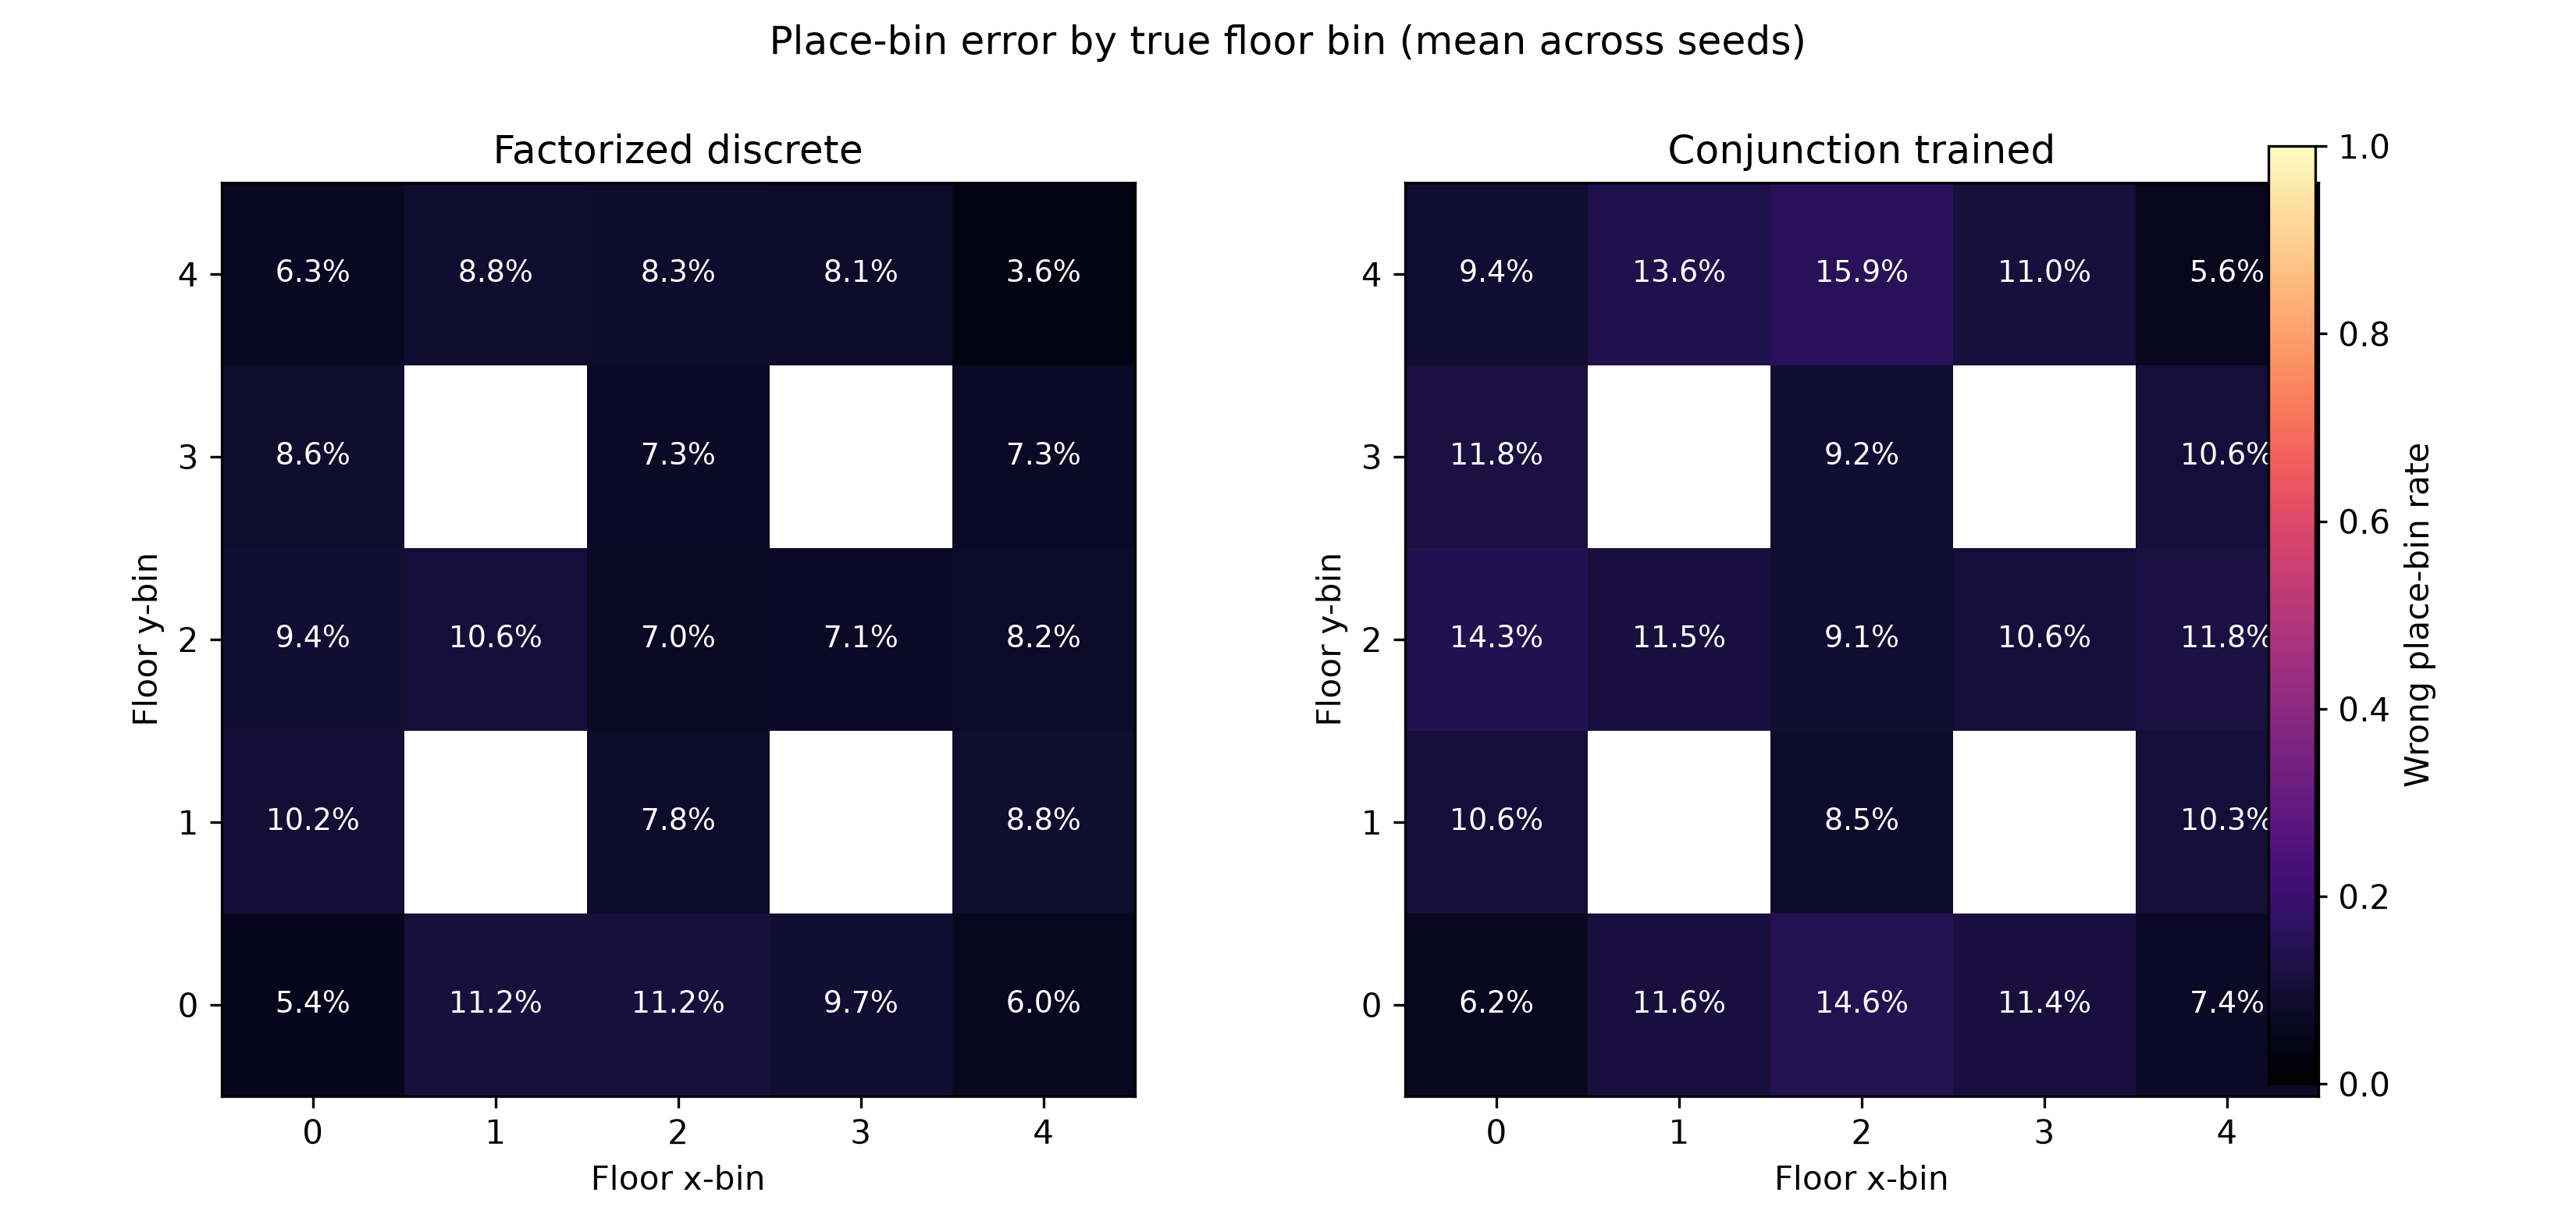 Place-bin error by true floor bin (mean across seeds)
Factorized discrete
4
6.3% 8.8% 8.3% 8.1% 3.6%
3
8.6% 7.3% 7.3%
Floor y-bin
2
9.4% 10.6% 7.0% 7.1% 8.2%
1
10.2% 7.8% 8.8%
0
5.4% 11.2% 11.2% 9.7% 6.0%
0 1 2 3 4
Floor x-bin
Conjunction trained
4
9.4% 13.6% 15.9% 11.0% 5.6%
3
11.8% 9.2% 10.6%
Floor y-bin
2
14.3% 11.5% 9.1% 10.6% 11.8%
1
10.6% 8.5% 10.3%
0
6.2% 11.6% 14.6% 11.4% 7.4%
0 1 2 3 4
Floor x-bin
1.0
0.8
0.6
0.4
0.2
0.0
Wrong place-bin rate